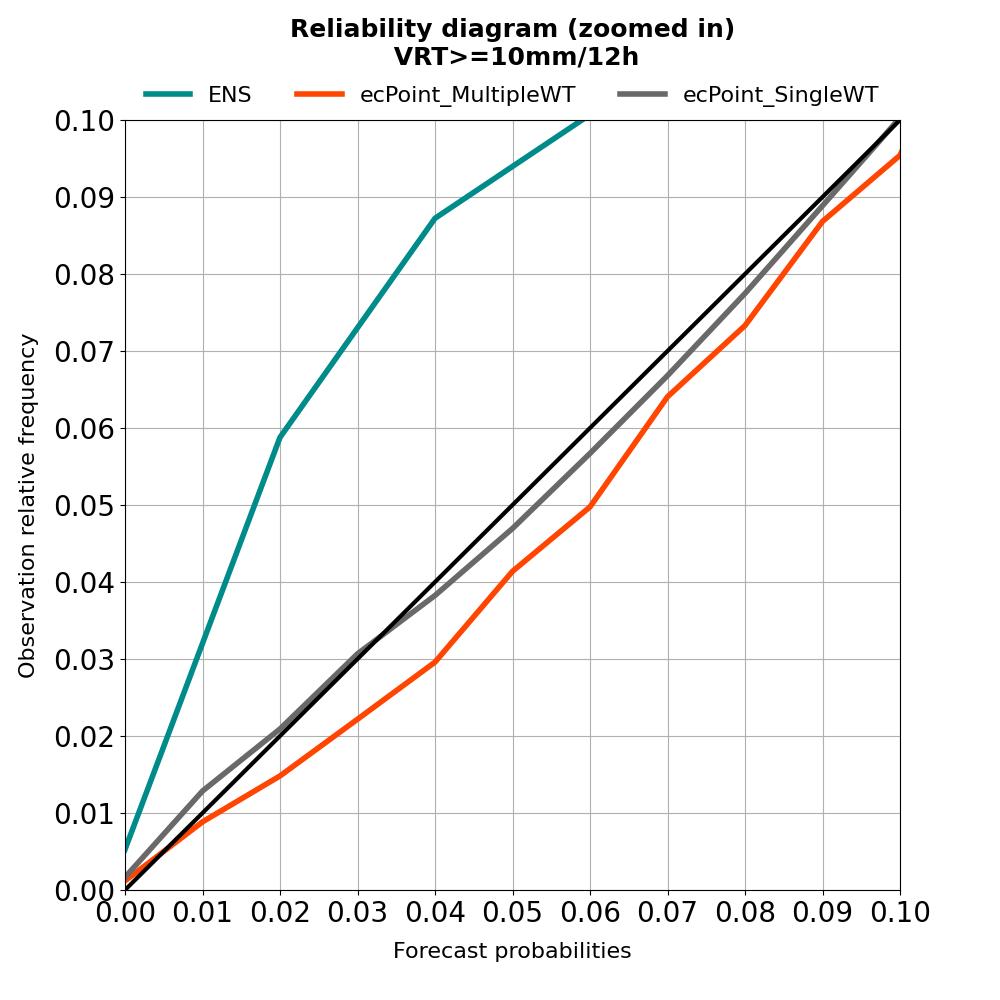 Reliability diagram (zoomed in)
VRT>=10mm/12h
ENS ecPoint_MultipleWT ecPoint_SingleWT
0.10
0.09
0.08
0.07
0.06
0.05
0.04
0.03
0.02
0.01
0.00
Observation relative frequency
0.00 0.01 0.02 0.03 0.04 0.05 0.06 0.07 0.08 0.09 0.10
Forecast probabilities